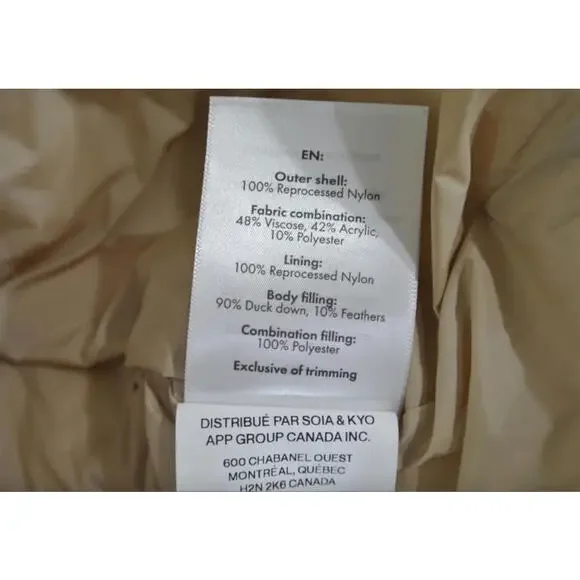 EN:
Outer shell:
100% Reprocessed Nylon
Fabric combination:
48% Viscose, 42% Acrylic,
10% Polyester
Lining:
100% Reprocessed Nylon
Body filling:
90% Duck down, 10% Feathers
Combination filling:
100% Polyester
Exclusive of trimming
DISTRIBUÉ PAR SOIA & KYO
APP GROUP CANADA INC.
600 CHABANEL OUEST
MONTRÉAL, QUÉBEC
H2N 2K6 CANADA